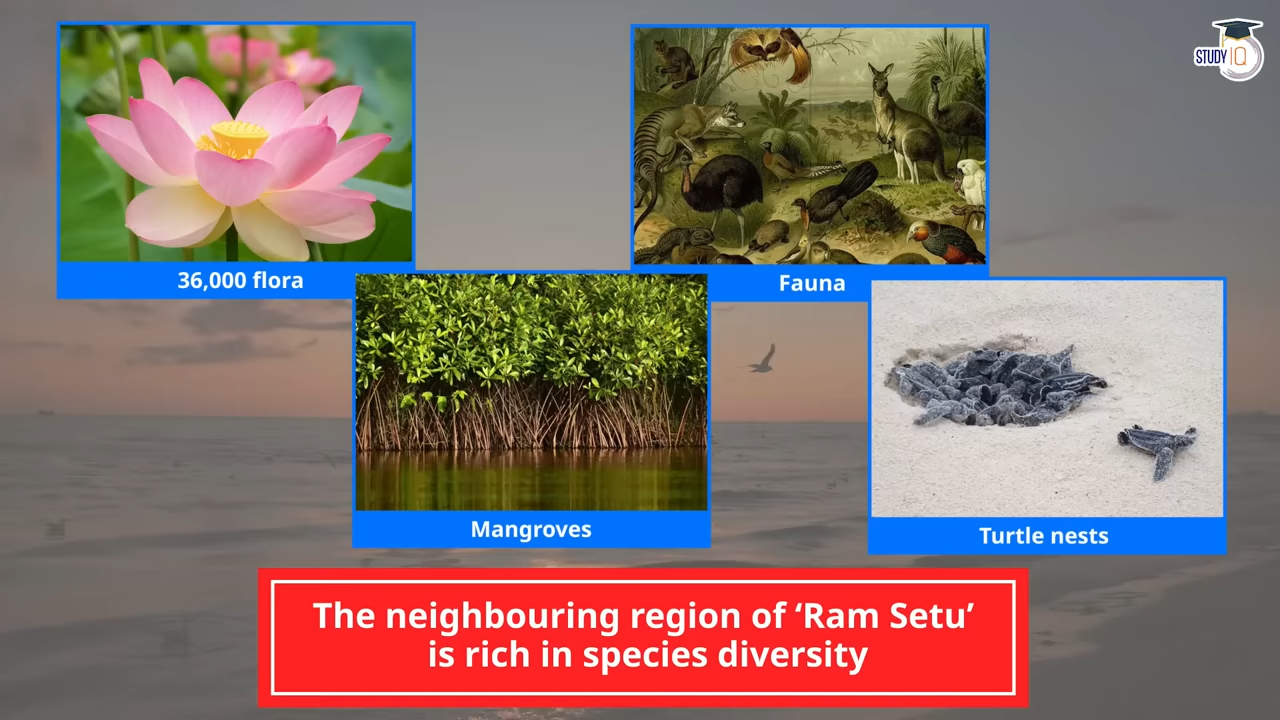 STUDY IQ
36,000 flora
Fauna
Mangroves
Turtle nests
The neighbouring region of ‘Ram Setu’
is rich in species diversity